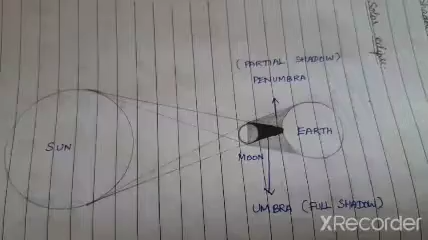 Solar eclipse
(PARTIAL SHADOW)
PENUMBRA
SUN
EARTH
MOON
UMBRA (FULL SHADOW)
XRecorder